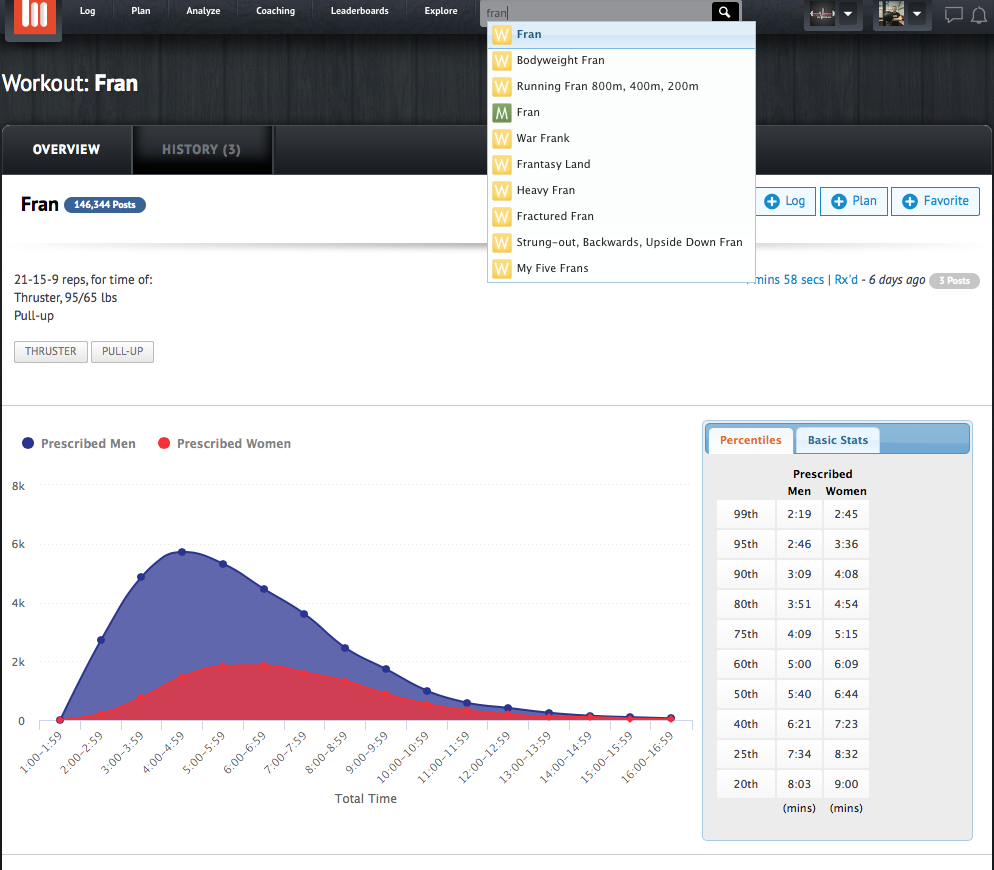 Log Plan Analyze Coaching Leaderboards Explore fran
Fran
Bodyweight Fran
Running Fran 800m, 400m, 200m
Fran
War Frank
Frantasy Land
Heavy Fran
Fractured Fran
Strung-out, Backwards, Upside Down Fran
My Five Frans
Workout: Fran
OVERVIEW HISTORY (3)
Fran 146,344 Posts
Log Plan Favorite
21-15-9 reps, for time of:
Thruster, 95/65 lbs
Pull-up
mins 58 secs | Rx'd - 6 days ago 3 Posts
THRUSTER PULL-UP
Prescribed Men Prescribed Women
8k
6k
4k
2k
0
1:00-1:59 2:00-2:59 3:00-3:59 4:00-4:59 5:00-5:59 6:00-6:59 7:00-7:59 8:00-8:59 9:00-9:59 10:00-10:59 11:00-11:59 12:00-12:59 13:00-13:59 14:00-14:59 15:00-15:59 16:00-16:59
Total Time
Percentiles Basic Stats
Prescribed
Men Women
99th 2:19 2:45
95th 2:46 3:36
90th 3:09 4:08
80th 3:51 4:54
75th 4:09 5:15
60th 5:00 6:09
50th 5:40 6:44
40th 6:21 7:23
25th 7:34 8:32
20th 8:03 9:00
(mins) (mins)